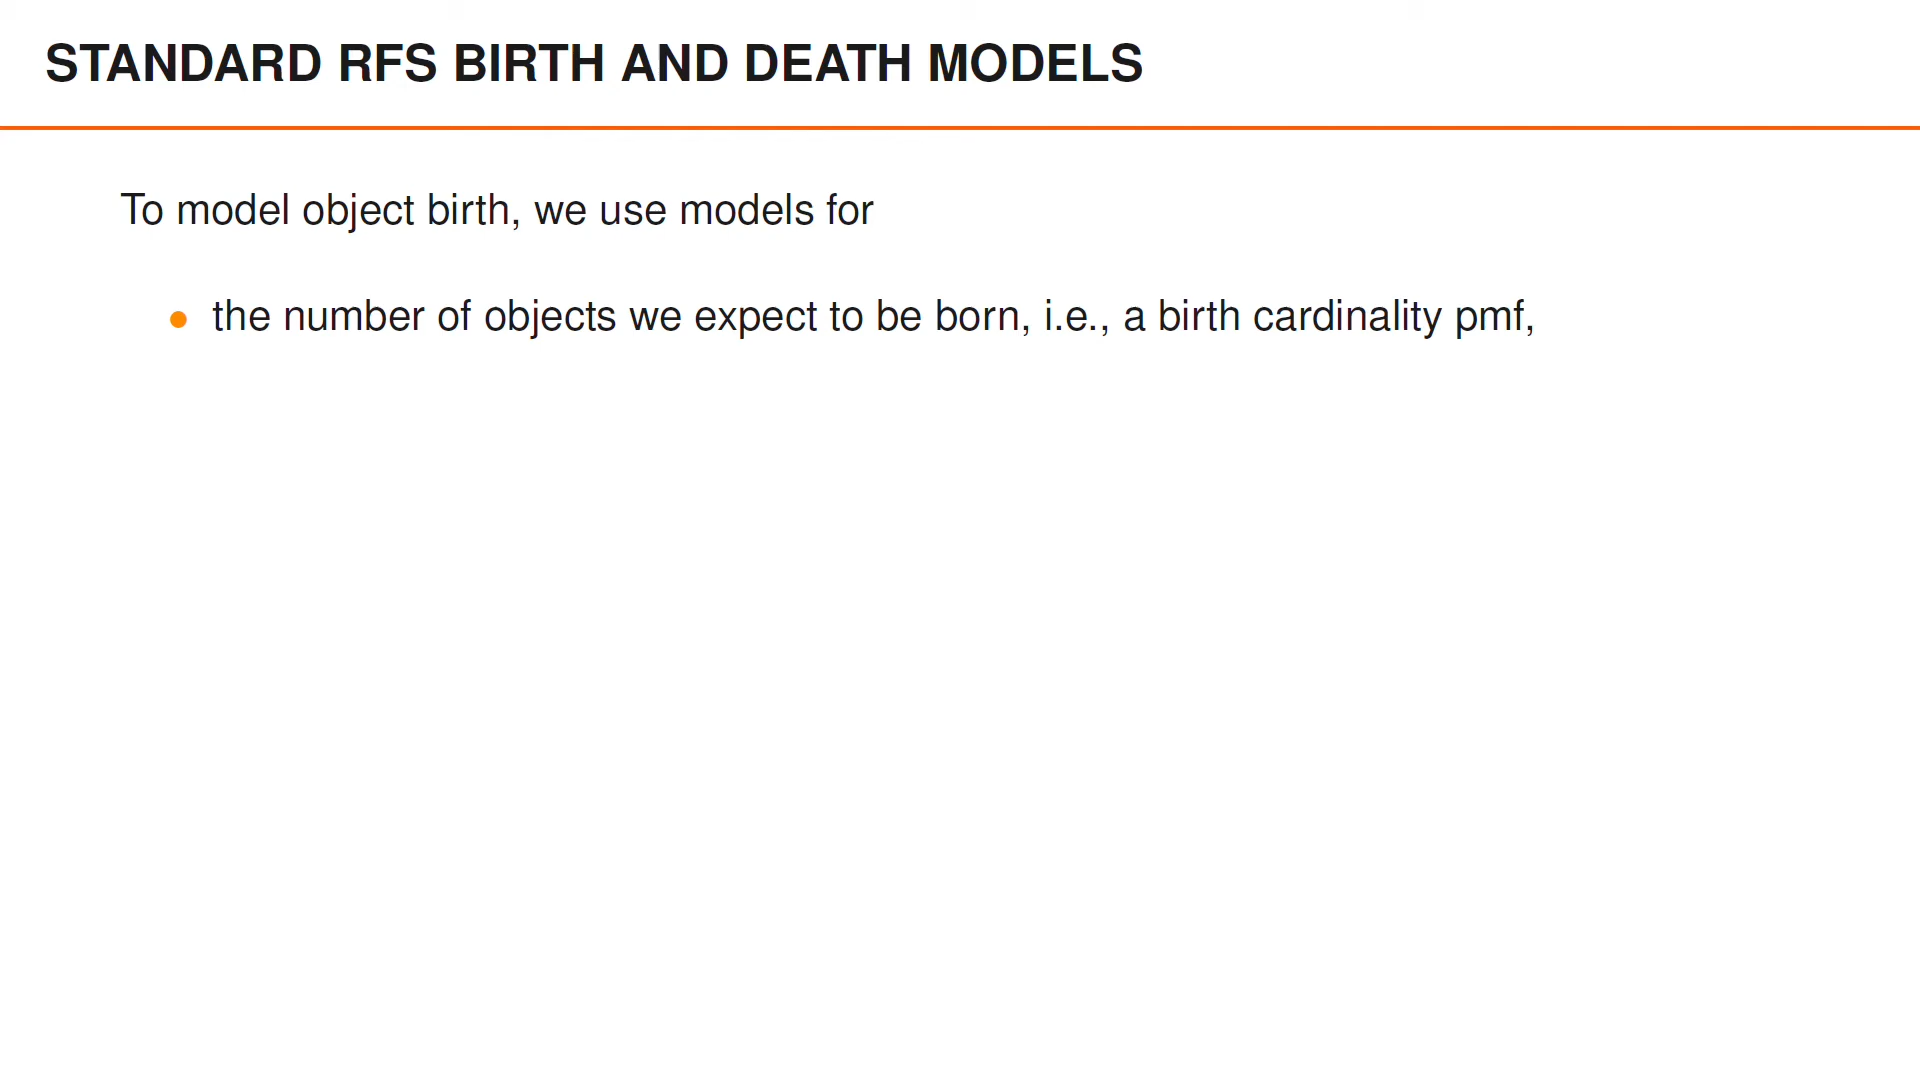 STANDARD RFS BIRTH AND DEATH MODELS
To model object birth, we use models for
the number of objects we expect to be born, i.e., a birth cardinality pmf,